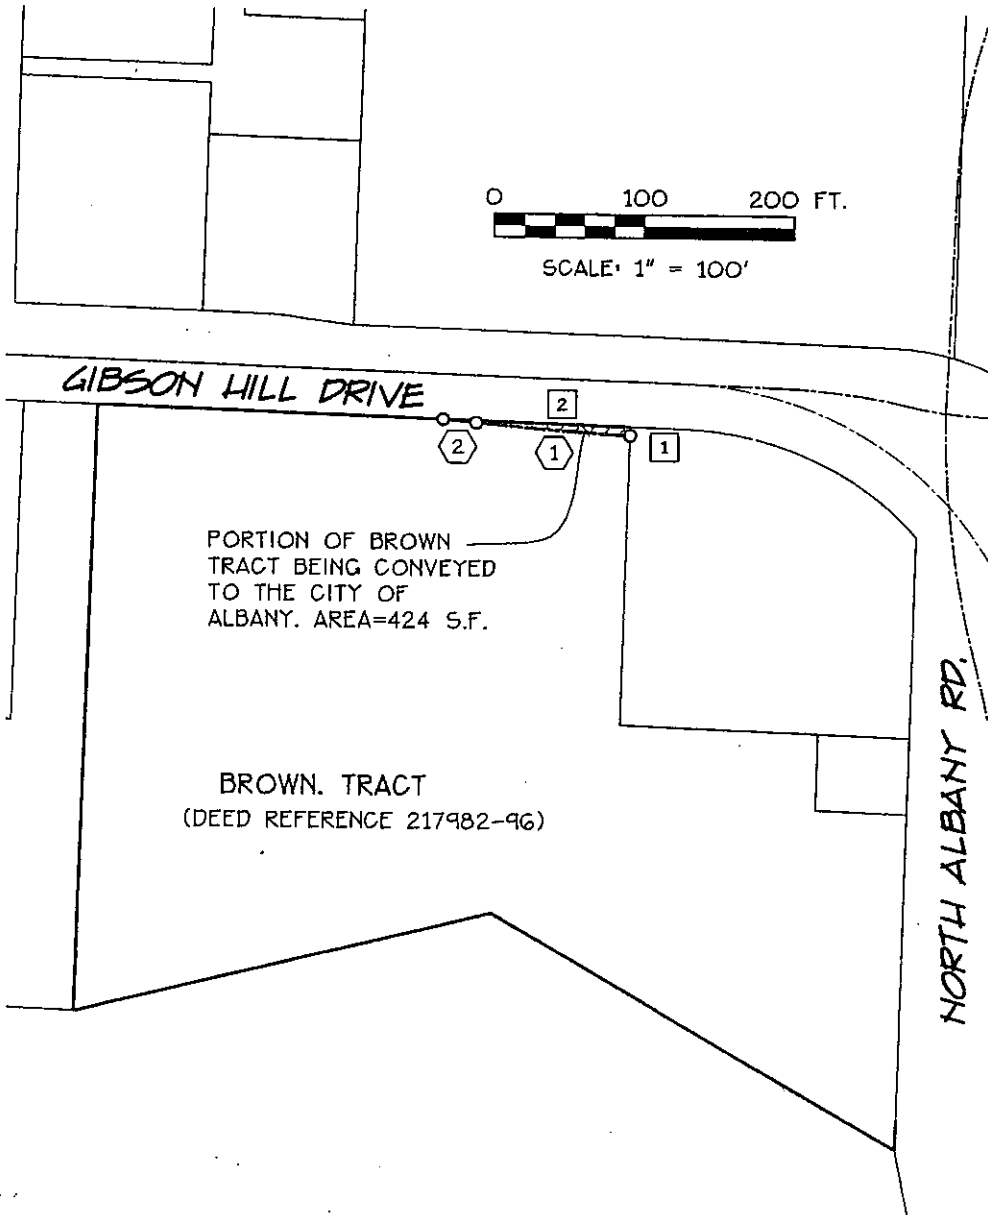 0 100 200 FT.
SCALE: 1" = 100'
GIBSON HILL DRIVE
2
2
1
1
PORTION OF BROWN
TRACT BEING CONVEYED
TO THE CITY OF
ALBANY. AREA=424 S.F.
BROWN. TRACT
(DEED REFERENCE 217982-96)
NORTH ALBANY RD.